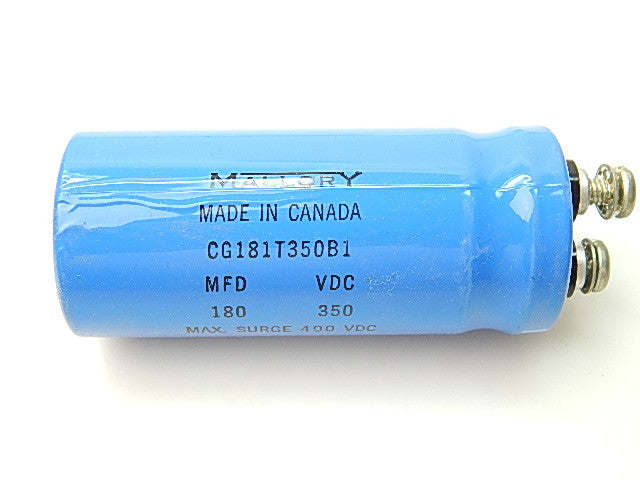 MALLORY
MADE IN CANADA
CG181T350B1
MFD VDC
180 350
MAX. SURGE 400 VDC